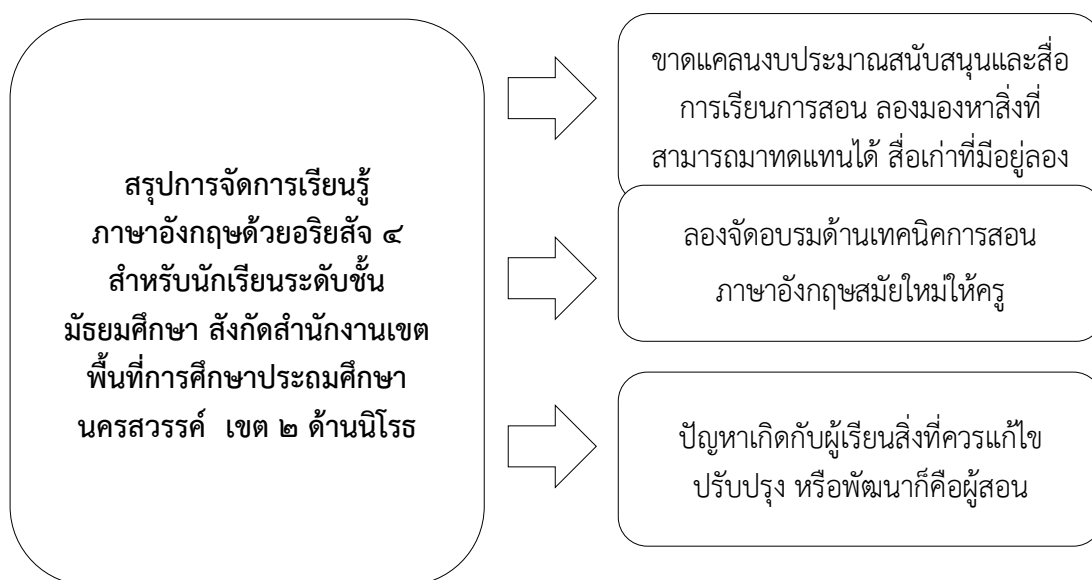 สรุปการจัดการเรียนรู้
ภาษาอังกฤษด้วยอริยสัจ ๔
สำหรับนักเรียนระดับชั้น
มัธยมศึกษา สังกัดสำนักงานเขต
พื้นที่การศึกษาประถมศึกษา
นครสวรรค์ เขต ๒ ด้านนิโรธ
ขาดแคลนงบประมาณสนับสนุนและสื่อ
การเรียนการสอน ลองมองหาสิ่งที่
สามารถมาทดแทนได้ สื่อเก่าที่มีอยู่ลอง
ลองจัดอบรมด้านเทคนิคการสอน
ภาษาอังกฤษสมัยใหม่ให้ครู
ปัญหาเกิดกับผู้เรียนสิ่งที่ควรแก้ไข
ปรับปรุง หรือพัฒนาก็คือผู้สอน